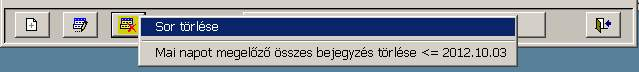 Sor törlése
Mai napot megelőző összes bejegyzés törlése <= 2012.10.03